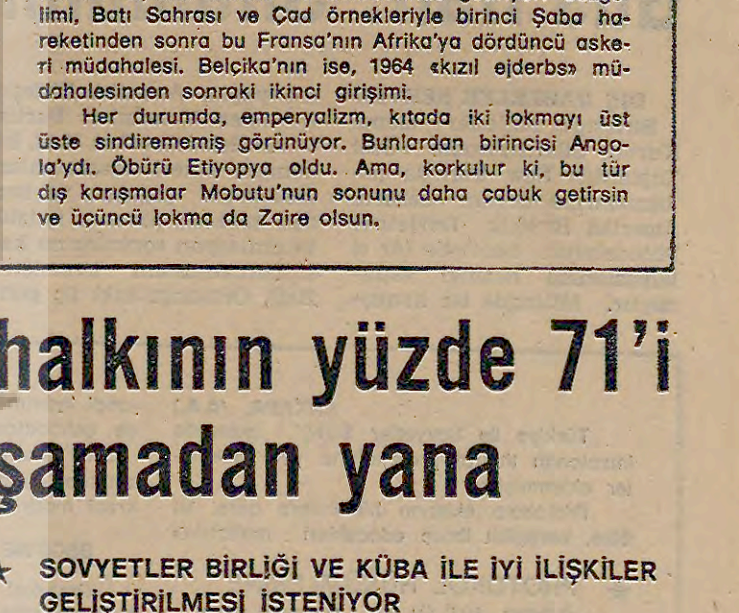 limi, Batı Sahrası ve Çad örnekleriyle birinci Şaba ha-
reketinden sonra bu Fransa'nın Afrika'ya dördüncü aske-
ri müdahalesi. Belçika'nın ise, 1964 «kızıl ejderbs» mü-
dahalesinden sonraki ikinci girişimi.
Her durumda, emperyalizm, kıtada iki lokmayı üst
üste sindirememiş görünüyor. Bunlardan birincisi Ango-
la'ydı. Öbürü Etiyopya oldu. Ama, korkulur ki, bu tür
dış karışmalar Mobutu'nun sonunu daha çabuk getirsin
ve üçüncü lokma da Zaire olsun.
halkının yüzde 71'i
şamadan yana
SOVYETLER BİRLİĞİ VE KÜBA İLE İYİ İLİŞKİLER
GELİŞTİRİLMESİ İSTENİYOR